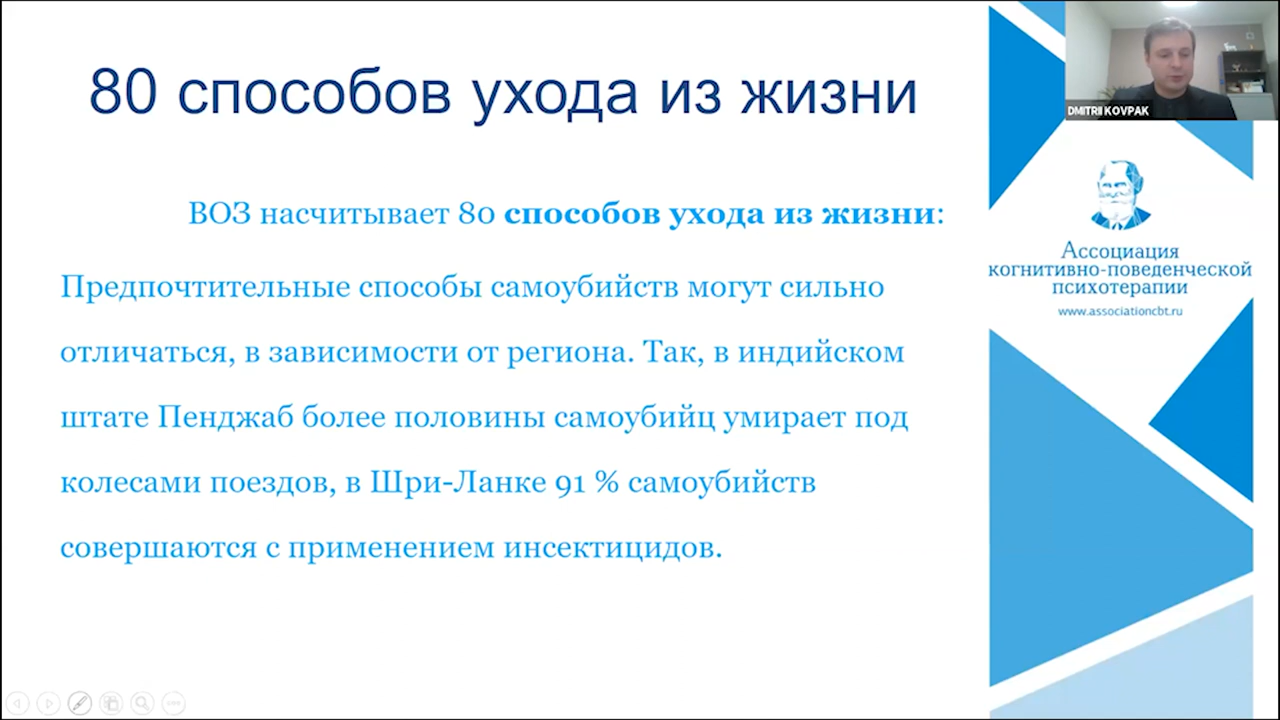 80 способов ухода из жизни
ВОЗ насчитывает 80 способов ухода из жизни:
Предпочтительные способы самоубийств могут сильно
отличаться, в зависимости от региона. Так, в индийском
штате Пенджаб более половины самоубийц умирает под
колесами поездов, в Шри-Ланке 91 % самоубийств
совершаются с применением инсектицидов.
DMITRII KOVPAK
Ассоциация
когнитивно-поведенческой
психотерапии
www.associationcbt.ru